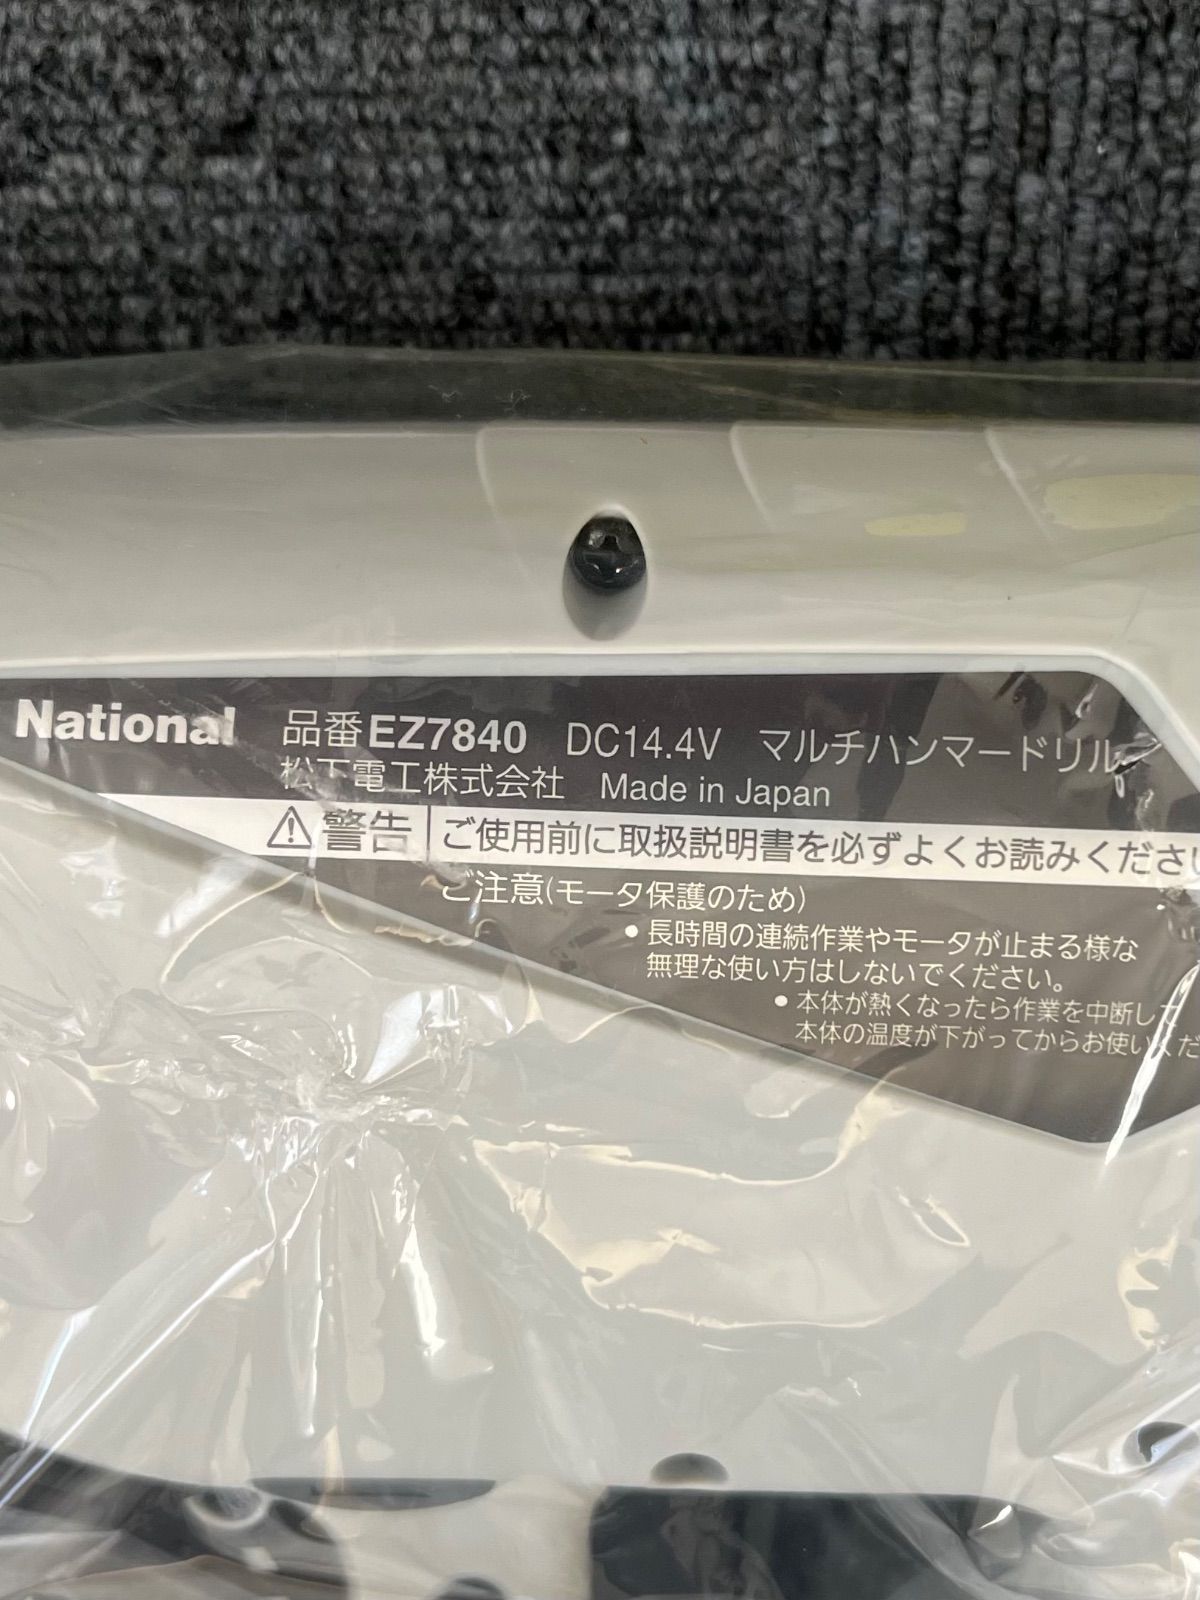 National 品番EZ7840 DC14.4V マルチハンマードリル
松下電工株式会社 Made in Japan
警告 ご使用前に取扱説明書を必ずよくお読みくださ
ご注意(モータ保護のため)
• 長時間の連続作業やモータが止まる様な
無理な使い方はしないでください。
• 本体が熱くなったら作業を中断して
本体の温度が下がってからお使いくだ